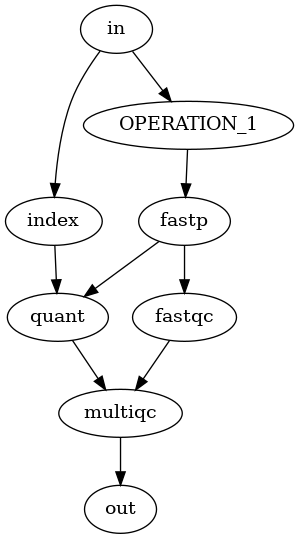 in
OPERATION_1
index
fastp
quant
fastqc
multiqc
out